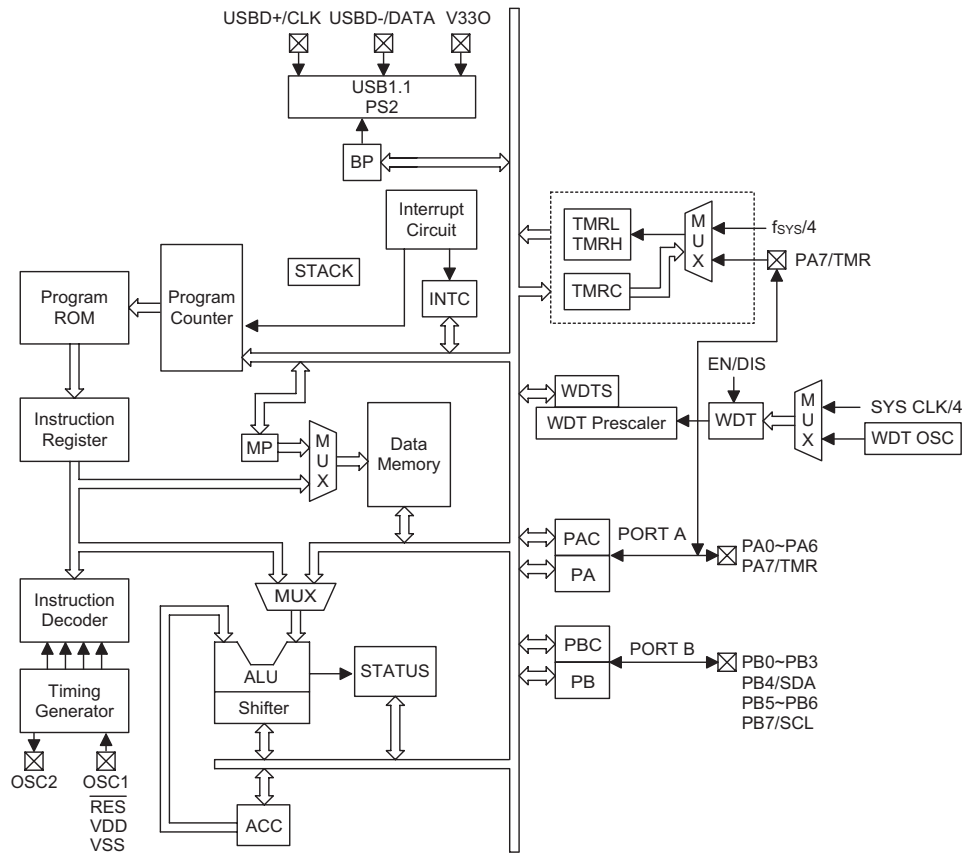 USBD+/CLK USBD-/DATA V33O
USB1.1
PS2
BP
Interrupt
Circuit
STACK
INTC
Program
ROM
Program
Counter
TMRL
TMRH
TMRC
M
U
X
fSYS/4
PA7/TMR
EN/DIS
WDTS
WDT Prescaler
WDT
M
U
X
SYS CLK/4
WDT OSC
Instruction
Register
MP
M
U
X
Data
Memory
PAC
PA
PORT A
PA0~PA6
PA7/TMR
Instruction
Decoder
MUX
ALU
Shifter
STATUS
PBC
PB
PORT B
PB0~PB3
PB4/SDA
PB5~PB6
PB7/SCL
Timing
Generator
OSC2
OSC1
RES
VDD
VSS
ACC